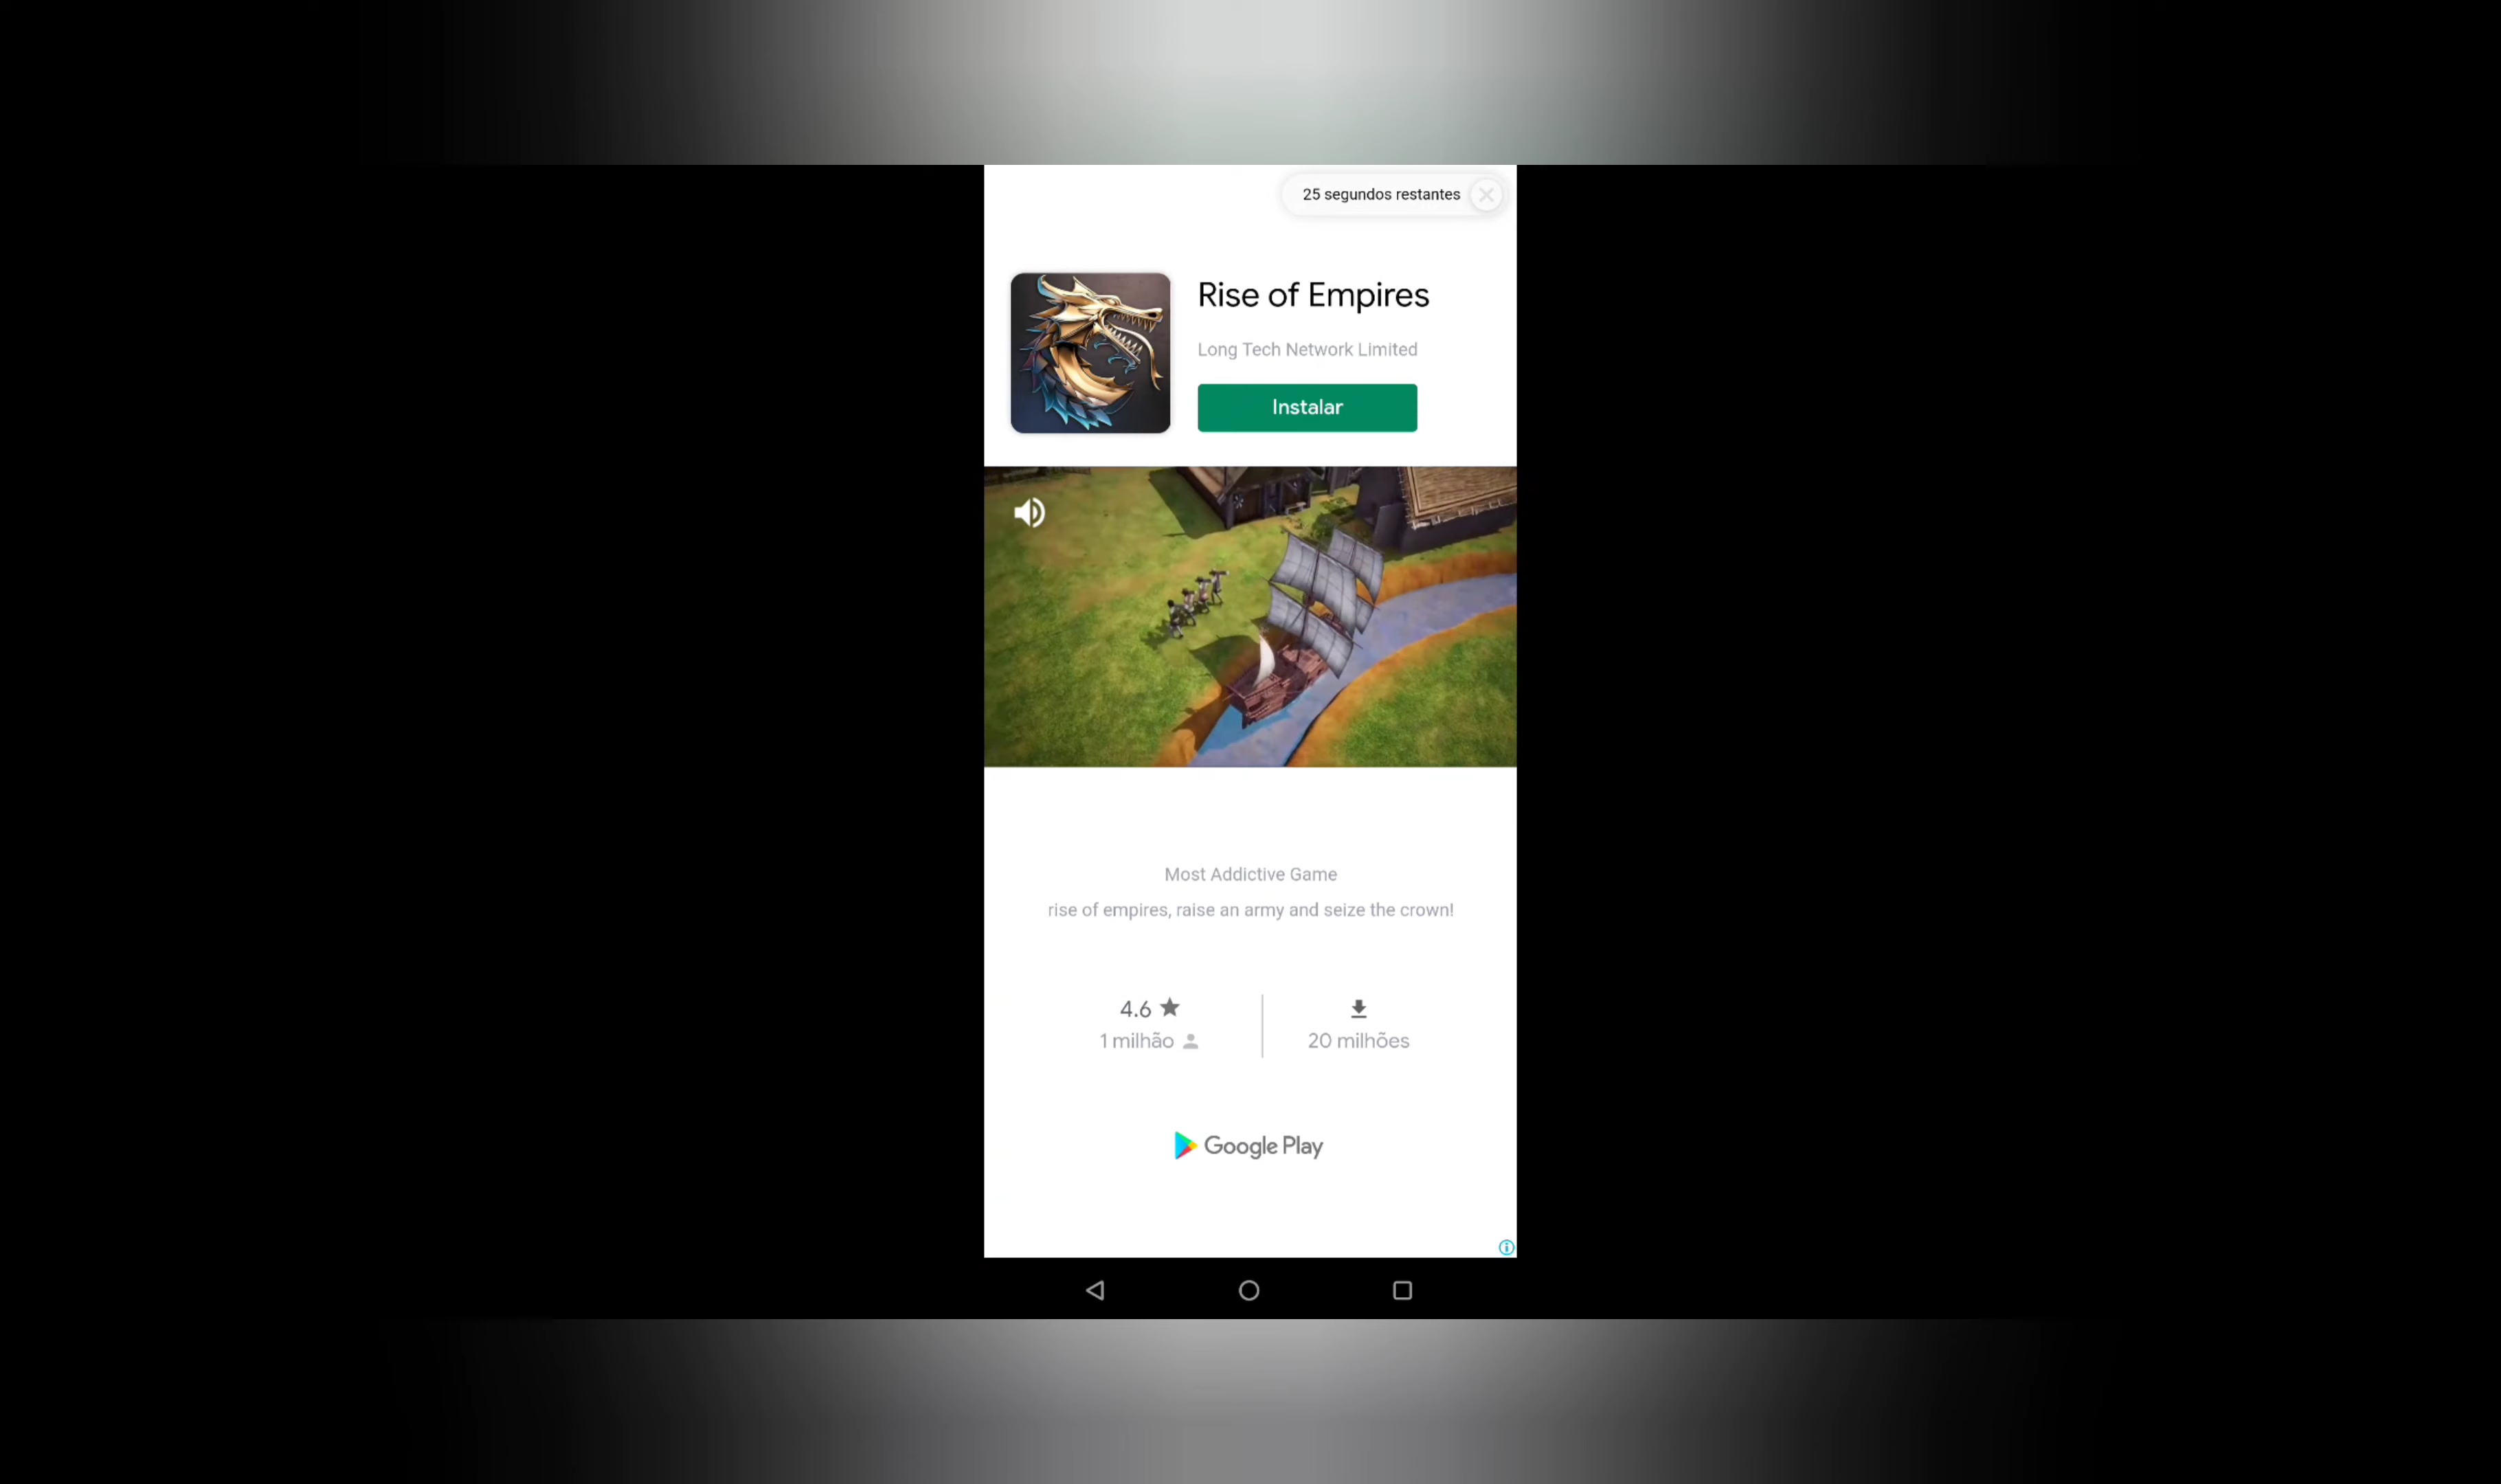 25 segundos restantes
Rise of Empires
Long Tech Network Limited
Instalar
Most Addictive Game
rise of empires, raise an army and seize the crown!
4.6
1 milhão
20 milhões
Google Play